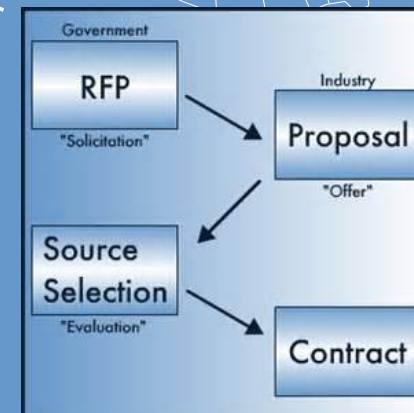 Government
RFP
"Solicitation"
Industry
Proposal
"Offer"
Source
Selection
"Evaluation"
Contract